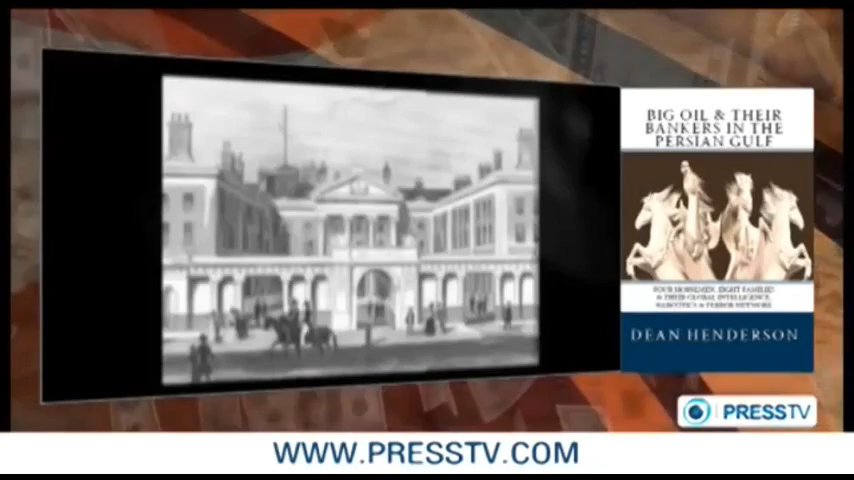 BIG OIL & THEIR
BANKERS IN THE
PERSIAN GULF
FOUR HORSEMEN, EIGHT FAMILIES
& THEIR GLOBAL INTELLIGENCE,
NARCOTICS & TERROR NETWORK
DEAN HENDERSON
PRESSTV
WWW.PRESSTV.COM